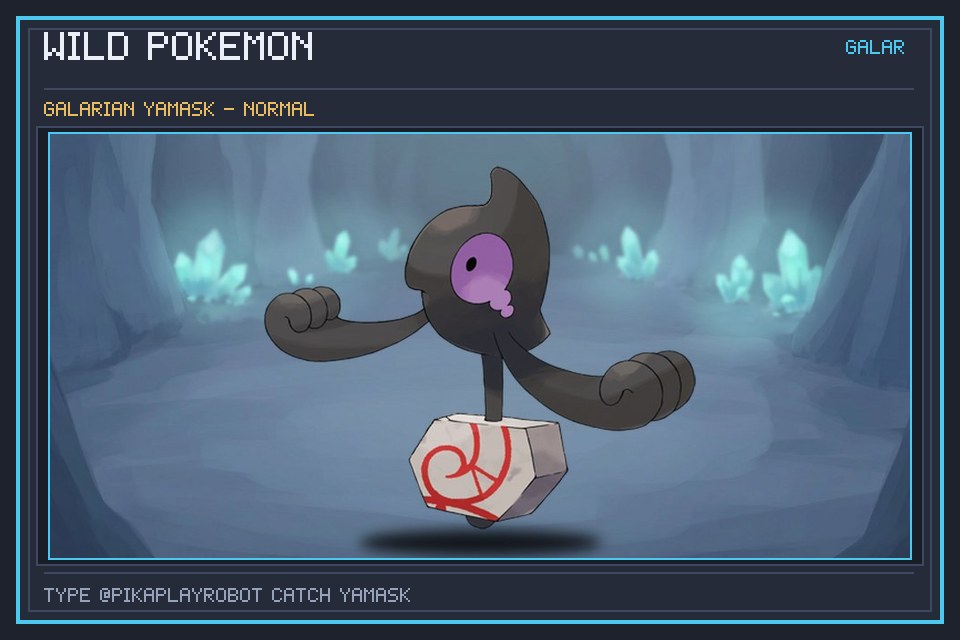 WILD POKEMON
GALAR
GALARIAN YAMASK - NORMAL
TYPE @PIKAPLAYROBOT CATCH YAMASK